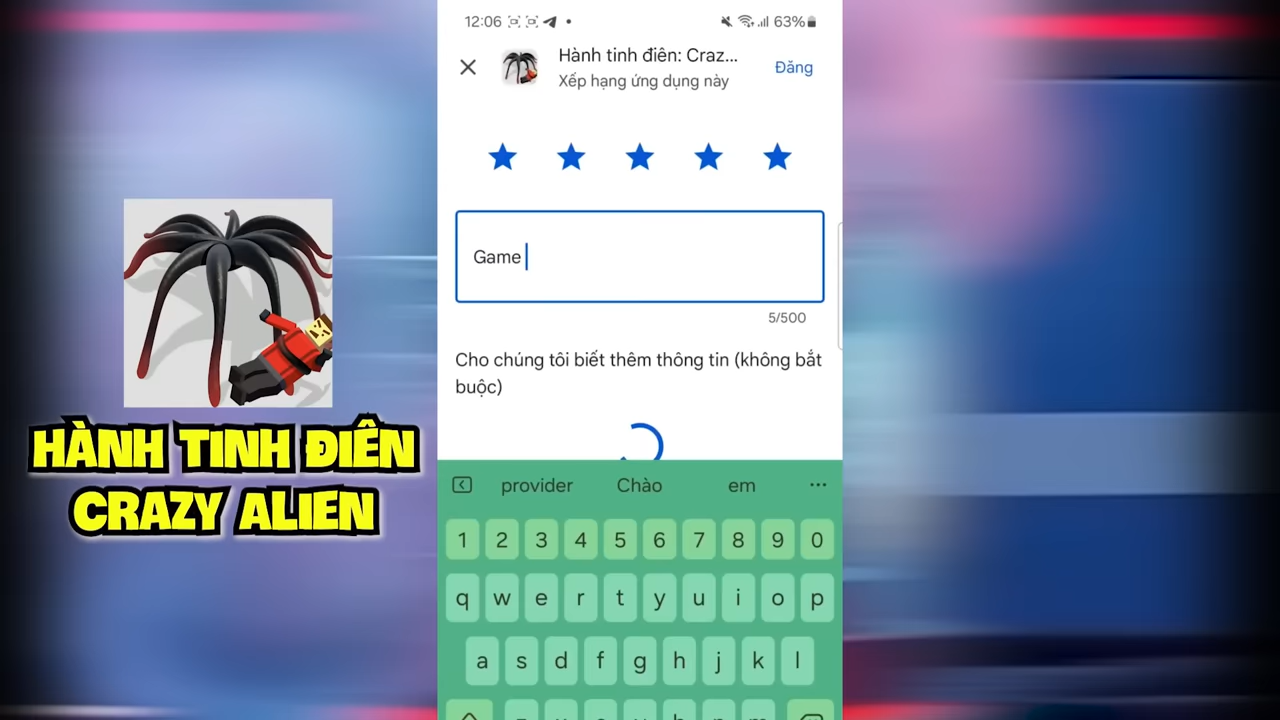 HÀNH TINH ĐIÊN
CRAZY ALIEN
12:06
63%
Hành tinh điên: Craz...
Xếp hạng ứng dụng này
Đăng
Game
5/500
Cho chúng tôi biết thêm thông tin (không bắt
buộc)
provider Chào em
1 2 3 4 5 6 7 8 9 0
q w e r t y u i o p
a s d f g h j k l